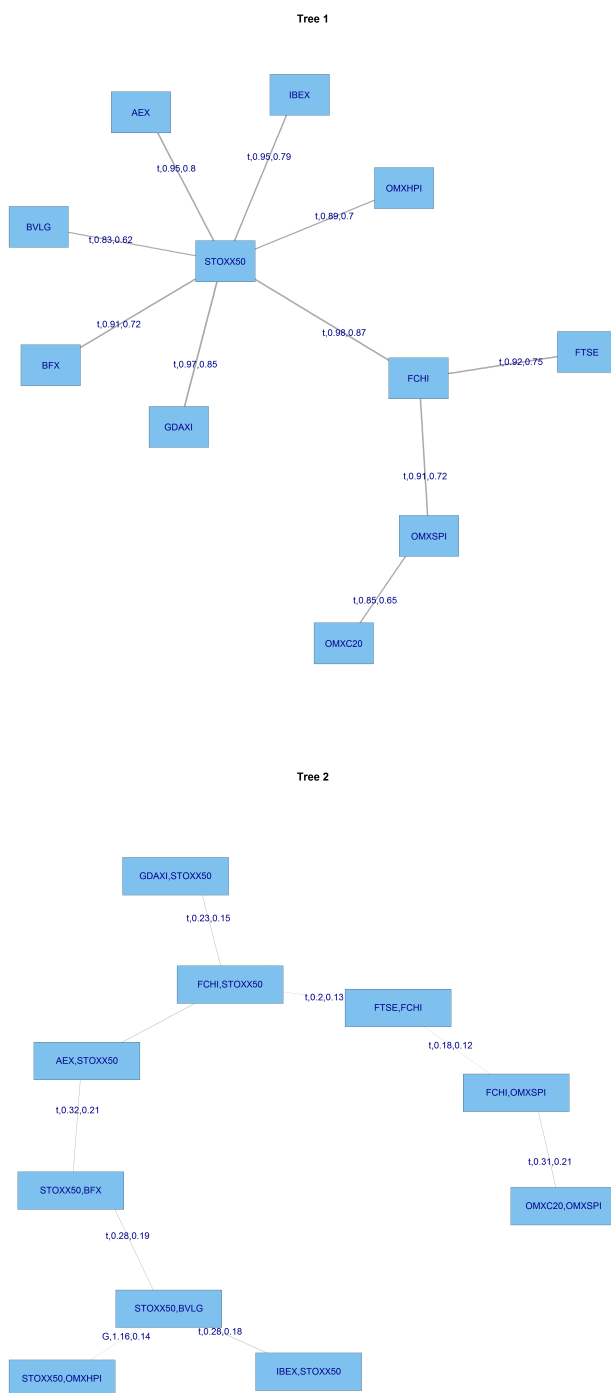 Tree 1
IBEX
AEX
t,0.95,0.79
t,0.95,0.8
OMXHPI
t,0.89,0.7
BVLG
t,0.83,0.62
STOXX50
t,0.91,0.72
t,0.98,0.87
FTSE
t,0.92,0.75
BFX
t,0.97,0.85
FCHI
GDAXI
t,0.91,0.72
OMXSPI
t,0.85,0.65
OMXC20
Tree 2
GDAXI,STOXX50
t,0.23,0.15
FCHI,STOXX50
t,0.2,0.13
FTSE,FCHI
t,0.18,0.12
AEX,STOXX50
FCHI,OMXSPI
t,0.32,0.21
t,0.31,0.21
STOXX50,BFX
OMXC20,OMXSPI
t,0.28,0.19
STOXX50,BVLG
G,1.16,0.14
t,0.28,0.18
STOXX50,OMXHPI
IBEX,STOXX50